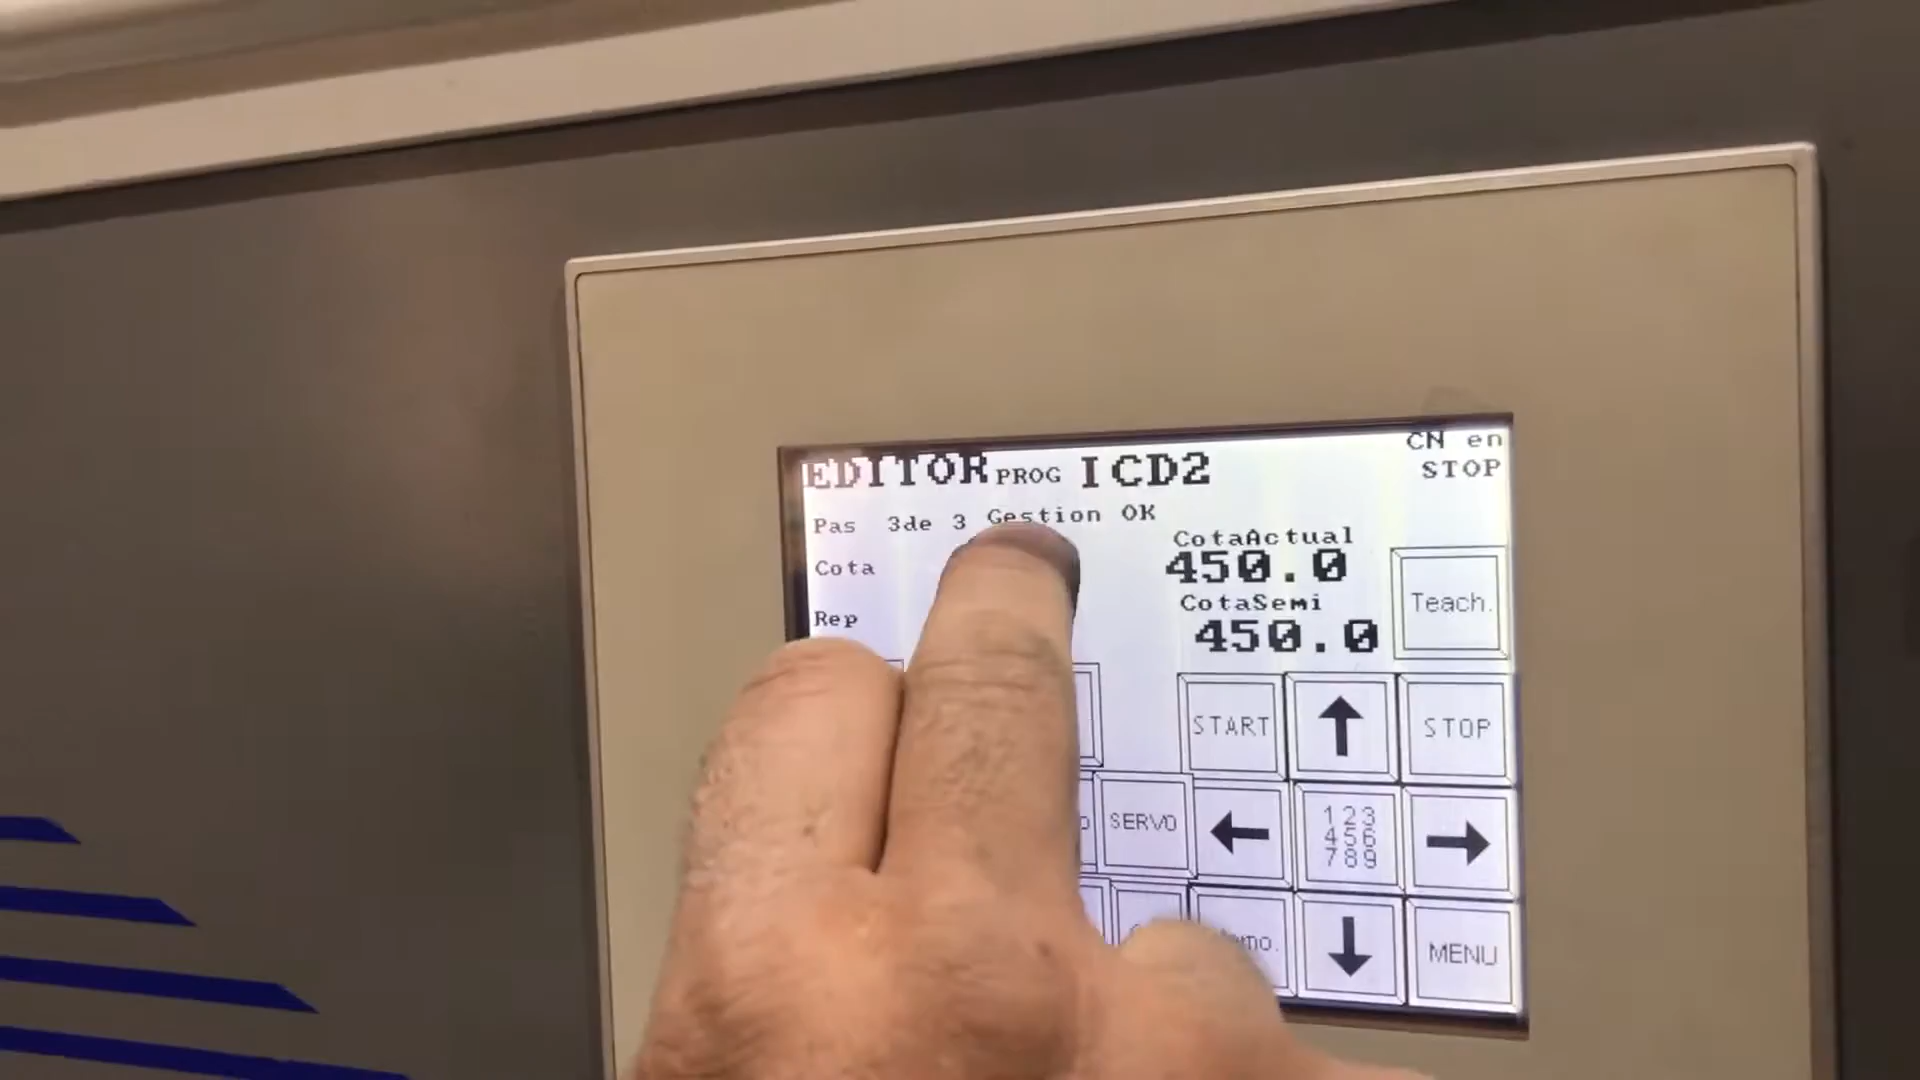 EDITOR PROG ICD2
CN en
STOP
Pas 3de 3 Gestion OK
CotaActual
Cota
450.0
Teach.
CotaSemi
Rep
450.0
START
STOP
SERVO
123
456
789
MENU